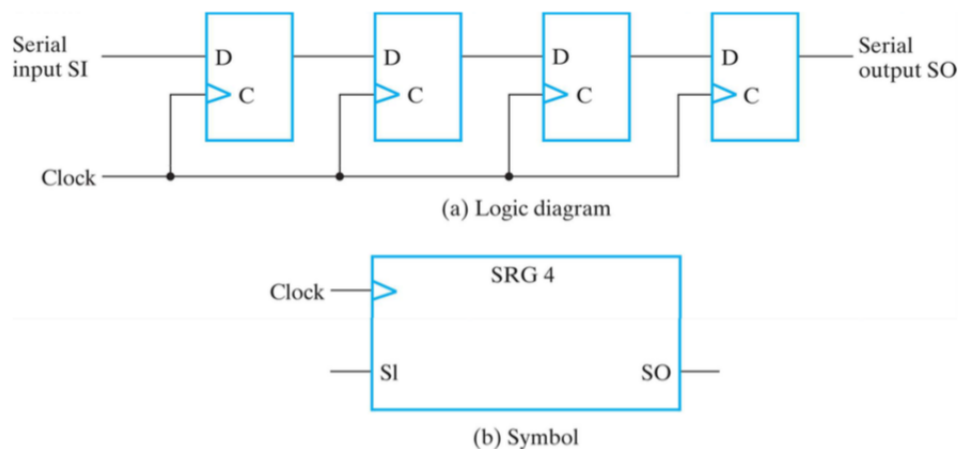 Serial
input SI
D
C
D
C
D
C
D
C
Serial
output SO
Clock
(a) Logic diagram
SRG 4
Clock
SI
SO
(b) Symbol